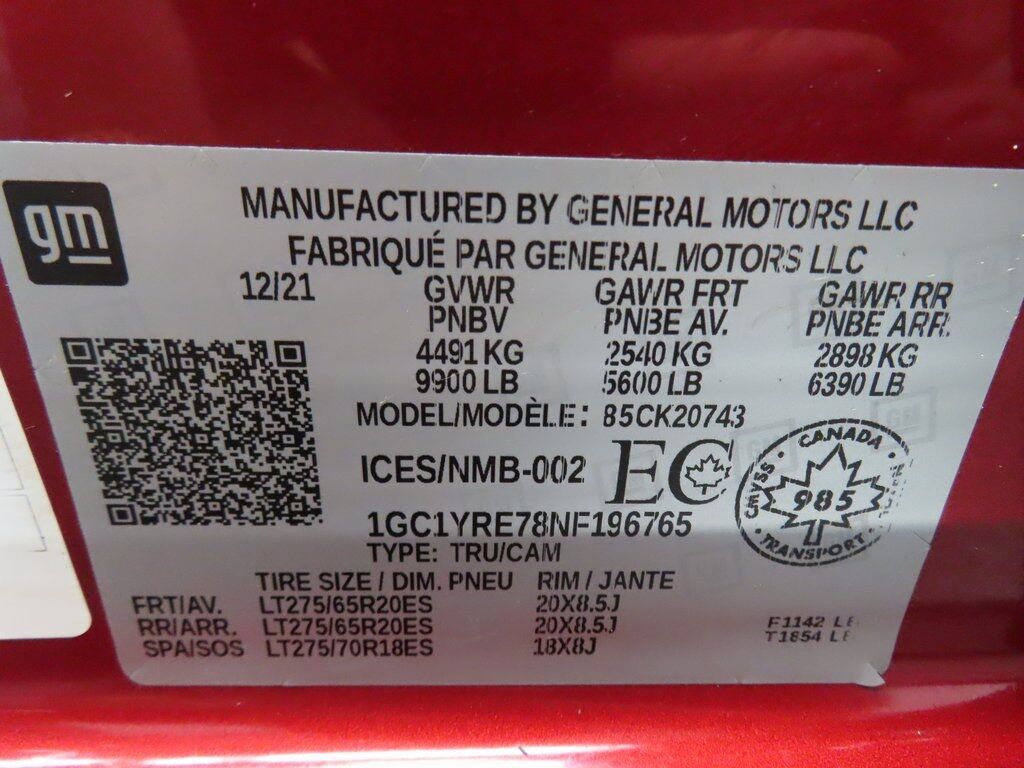 gm
MANUFACTURED BY GENERAL MOTORS LLC
FABRIQUÉ PAR GENERAL MOTORS LLC
12/21 GVWR GAWR FRT GAWR RR
PNBV PNBE AV. PNBE ARR.
4491 KG 2540 KG 2898 KG
9900 LB 5600 LB 6390 LB
MODEL/MODÈLE: 85CK20743
ICES/NMB-002 EC
CANADA
CMVSS 985 NSVAC
TRANSPORT
1GC1YRE78NF196765
TYPE: TRU/CAM
TIRE SIZE / DIM. PNEU RIM / JANTE
FRT/AV. LT275/65R20ES 20X8.5J
RR/ARR. LT275/65R20ES 20X8.5J
SPA/SOS LT275/70R18ES 18X8J
F1142 LB
T1854 LB